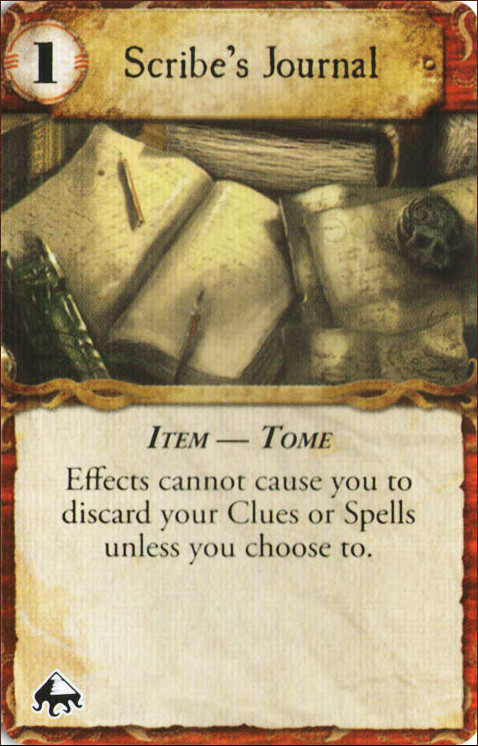 1
Scribe's Journal
Item — Tome
Effects cannot cause you to
discard your Clues or Spells
unless you choose to.